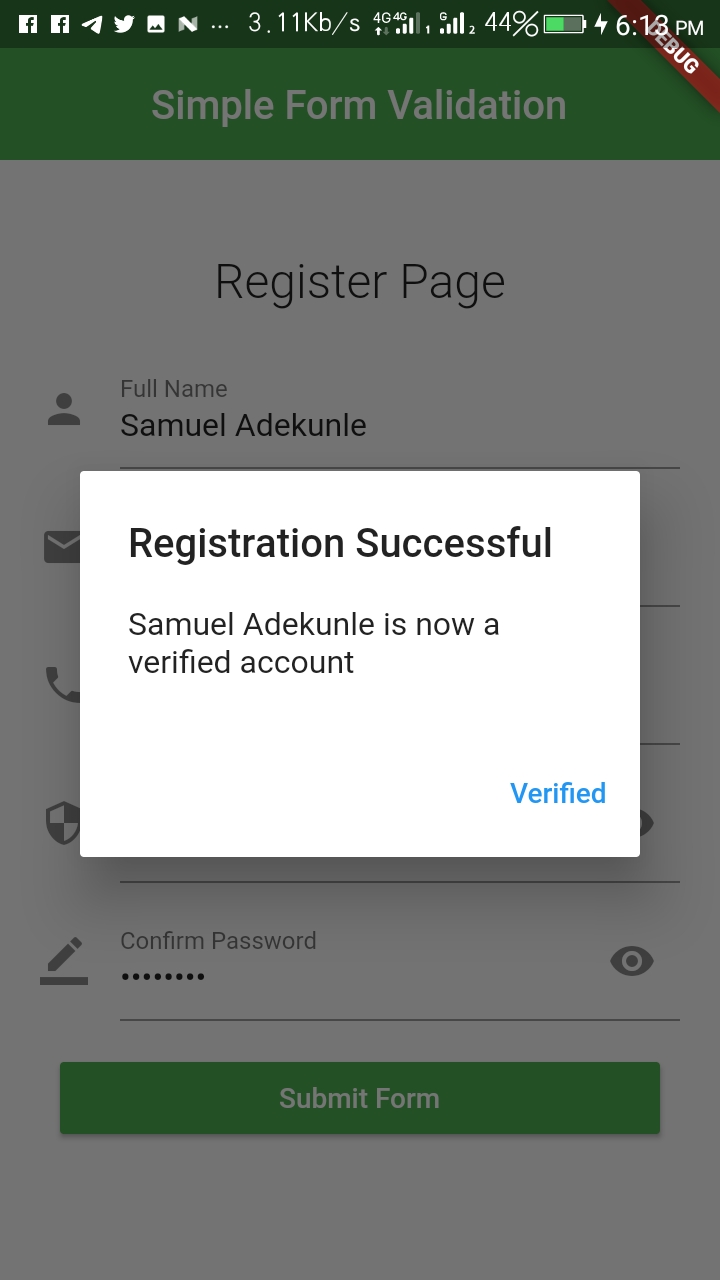 3.11Kb/s 4G 4G 1 G 2 44% 6:13 PM
DEBUG
Simple Form Validation
Register Page
Full Name
Samuel Adekunle
Registration Successful
Samuel Adekunle is now a
verified account
Verified
Confirm Password
••••••••
Submit Form